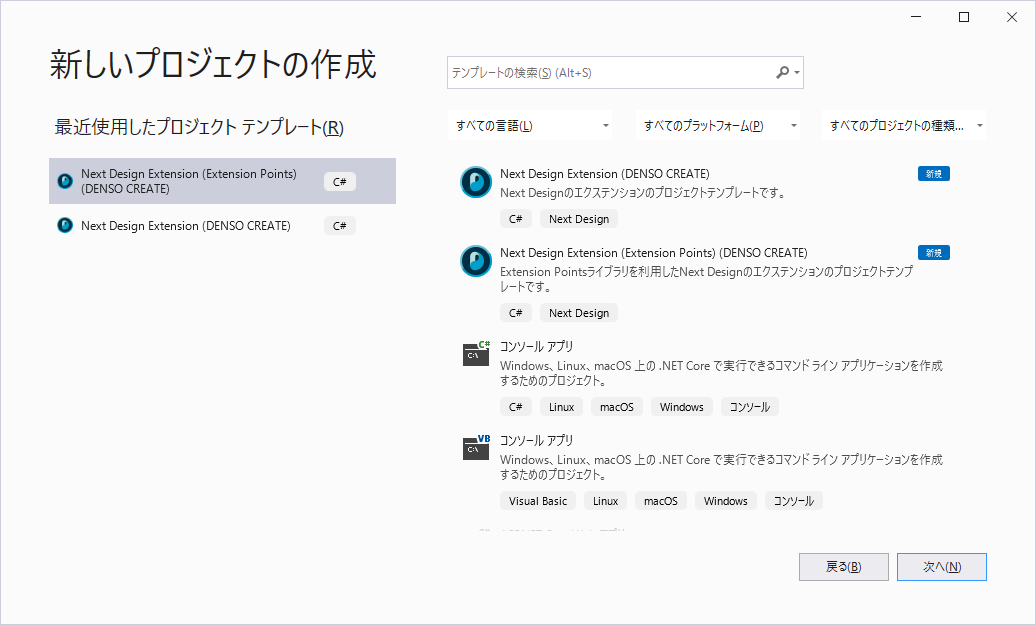 新しいプロジェクトの作成
最近使用したプロジェクト テンプレート(R)
Next Design Extension (Extension Points)
(DENSO CREATE)
C#
Next Design Extension (DENSO CREATE)
C#
テンプレートの検索(S) (Alt+S)
すべての言語(L)
すべてのプラットフォーム(P)
すべてのプロジェクトの種類...
Next Design Extension (DENSO CREATE)
新規
Next Designのエクステンションのプロジェクトテンプレートです。
C#
Next Design
Next Design Extension (Extension Points) (DENSO CREATE)
新規
Extension Pointsライブラリを利用したNext Designのエクステンションのプロジェクトテンプ
レートです。
C#
Next Design
C#
C:\
コンソール アプリ
Windows、Linux、macOS 上の .NET Core で実行できるコマンド ライン アプリケーションを作成
するためのプロジェクト。
C#
Linux
macOS
Windows
コンソール
VB
C:\
コンソール アプリ
Windows、Linux、macOS 上の .NET Core で実行できるコマンド ライン アプリケーションを作成
するためのプロジェクト。
Visual Basic
Linux
macOS
Windows
コンソール
戻る(B)
次へ(N)